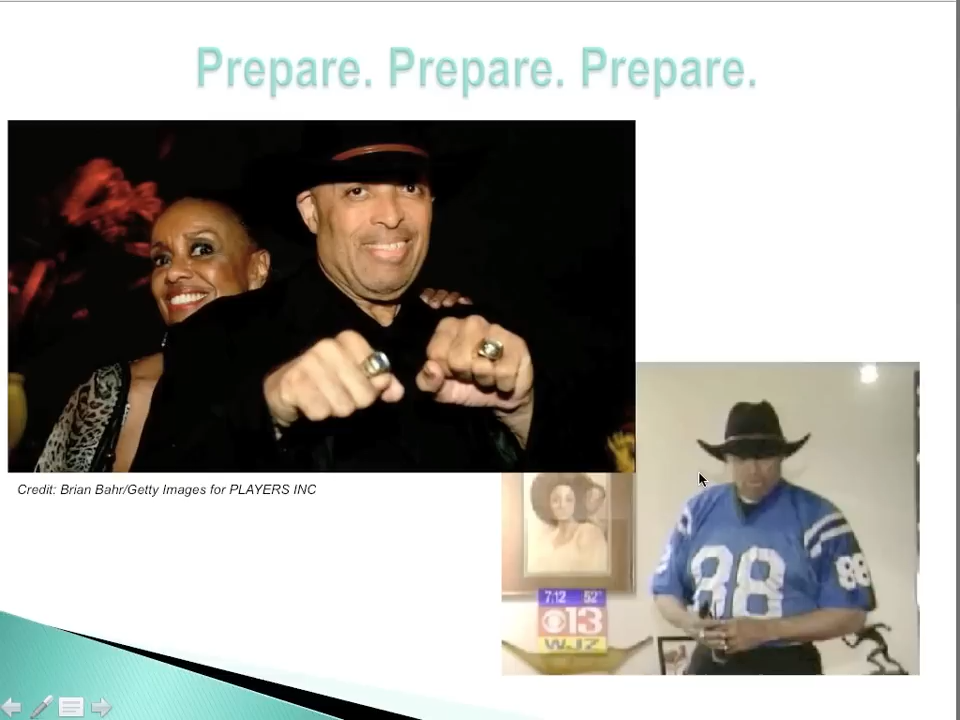 Prepare. Prepare. Prepare.
Credit: Brian Bahr/Getty Images for PLAYERS INC
88
88
7:12 52°
13
WJZ